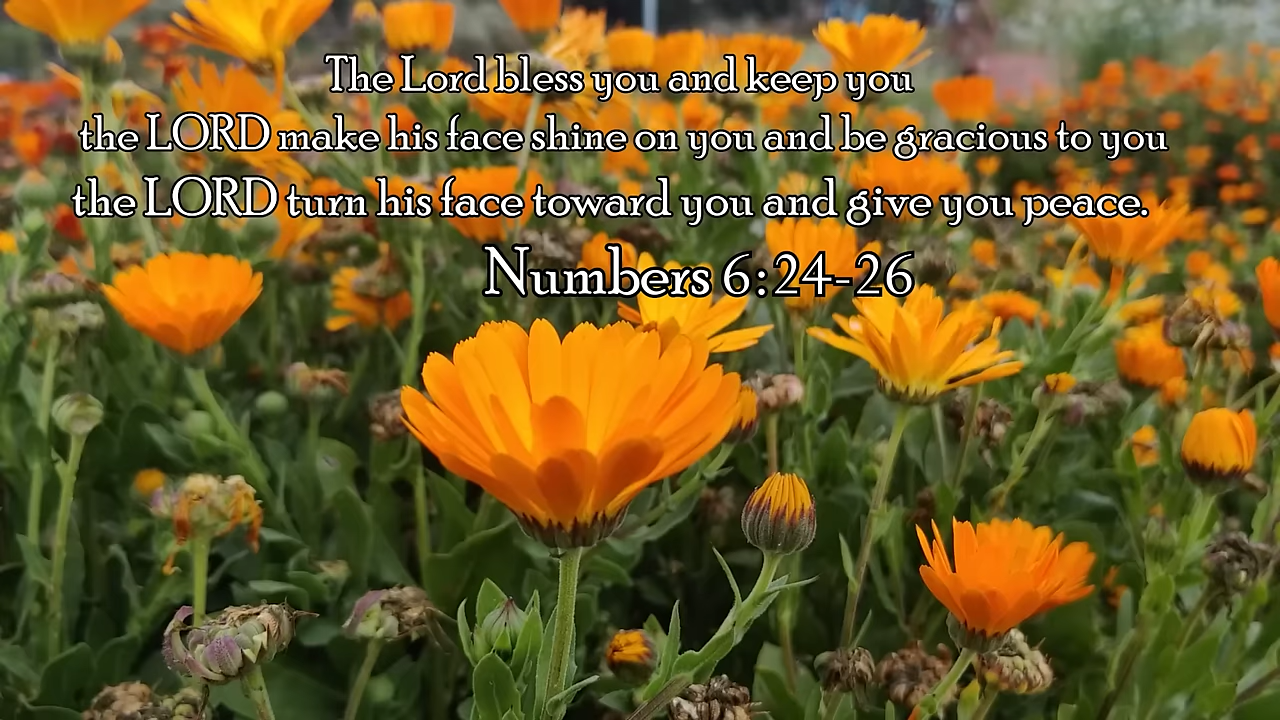 The Lord bless you and keep you
the LORD make his face shine on you and be gracious to you
the LORD turn his face toward you and give you peace.
Numbers 6:24-26